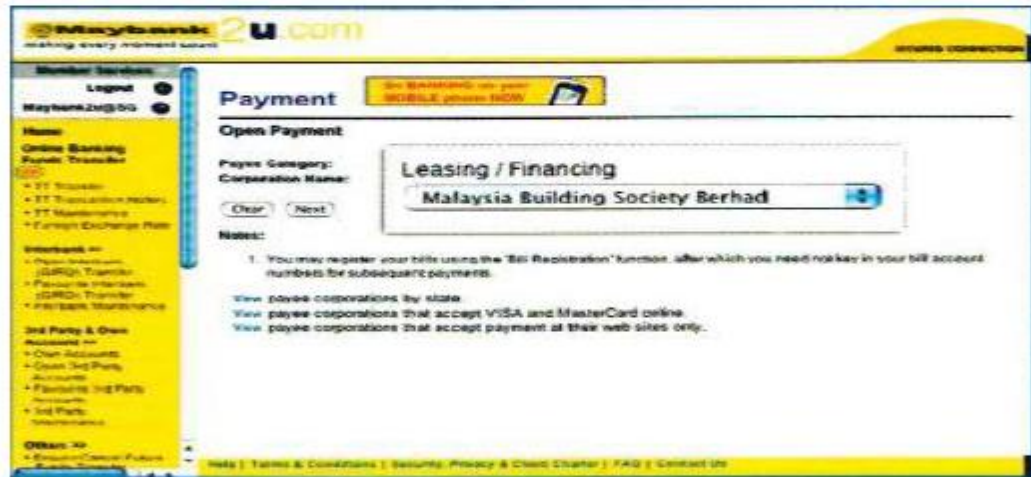 Maybank2u.com
making every moment count
Member Services
SECURED CONNECTION
Logout
Maybank2u@SG
Home
Online Banking
Funds Transfer
• TT Transfer
• TT Transaction History
• TT Maintenance
• Foreign Exchange Rate
Interbank >>
• Open Interbank
(GIRO) Transfer
• Favourite Interbank
(GIRO) Transfer
• Interbank Maintenance
3rd Party & Own
Accounts >>
• Own Accounts
• Open 3rd Party
Accounts
• Favourite 3rd Party
Accounts
• 3rd Party
Maintenance
Others >>
• Enquire/Cancel Future
Payment
Do BANKING on your
MOBILE phone NOW
Open Payment
Payee Category:
Leasing / Financing
Corporation Name:
Malaysia Building Society Berhad
Clear
Next
Notes:
1. You may register your bills using the 'Bill Registration' function, after which you need not key in your bill account
numbers for subsequent payments.
View payee corporations by state.
View payee corporations that accept VISA and MasterCard online.
View payee corporations that accept payment at their web sites only.
Help | Terms & Conditions | Security, Privacy & Client Charter | FAQ | Contact Us